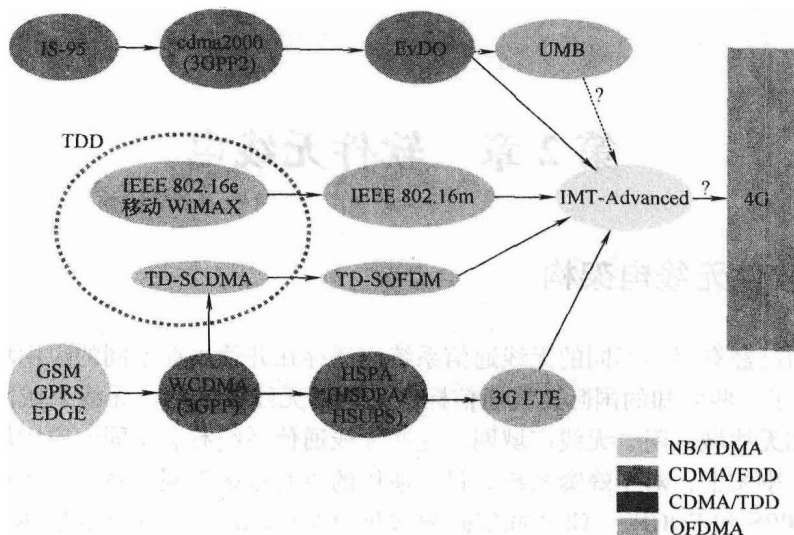 IS-95
cdma2000
(3GPP2)
EvDO
UMB
?
TDD
IEEE 802.16e
移动 WiMAX
IEEE 802.16m
IMT-Advanced
?
4G
TD-SCDMA
TD-SOFDM
GSM
GPRS
EDGE
WCDMA
(3GPP)
HSPA
(HSDPA/
HSUPS)
3G LTE
NB/TDMA
CDMA/FDD
CDMA/TDD
OFDMA